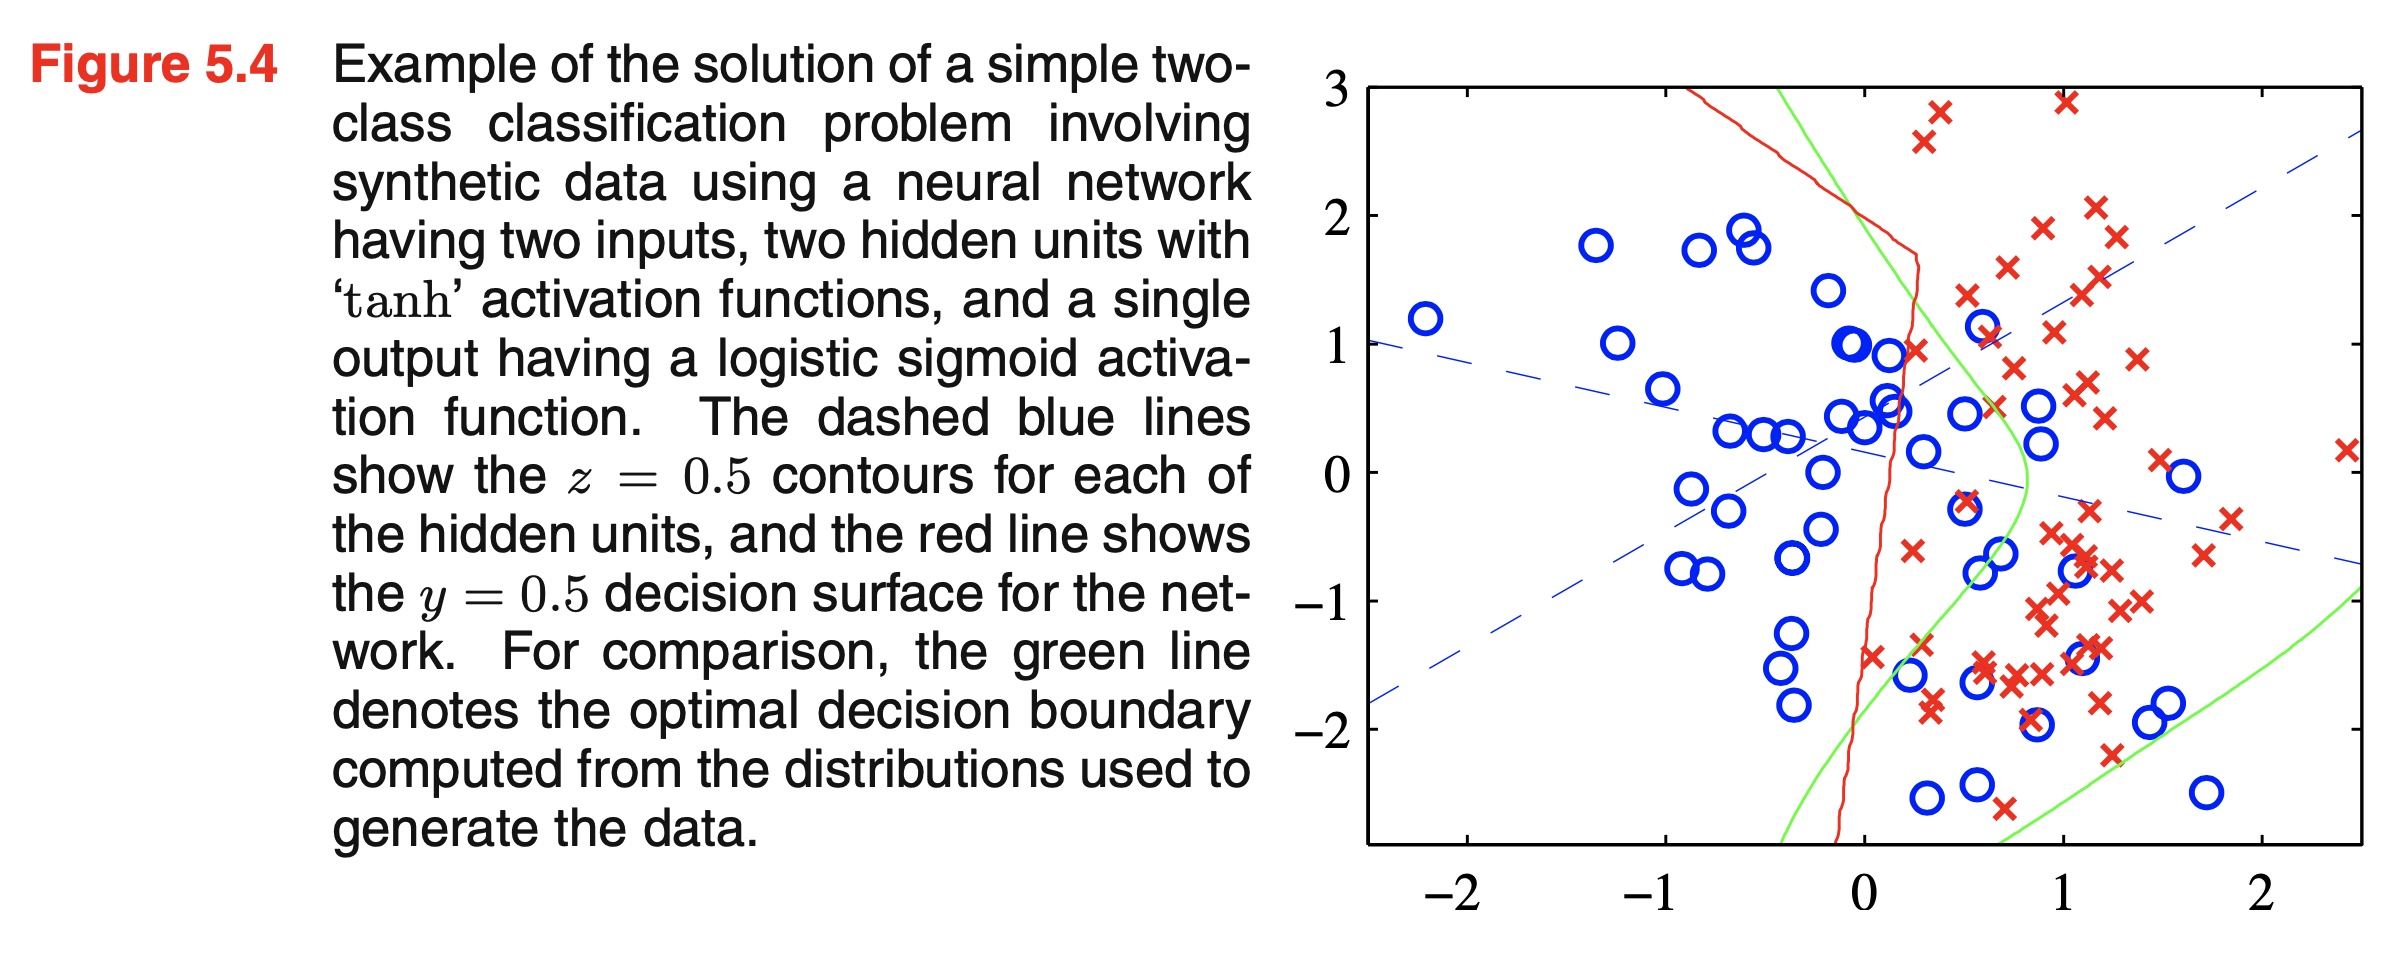 Figure 5.4 Example of the solution of a simple two-
class classification problem involving
synthetic data using a neural network
having two inputs, two hidden units with
‘tanh’ activation functions, and a single
output having a logistic sigmoid activa-
tion function. The dashed blue lines
show the z = 0.5 contours for each of
the hidden units, and the red line shows
the y = 0.5 decision surface for the net-
work. For comparison, the green line
denotes the optimal decision boundary
computed from the distributions used to
generate the data.
3
2
1
0
−1
−2
−2 −1 0 1 2